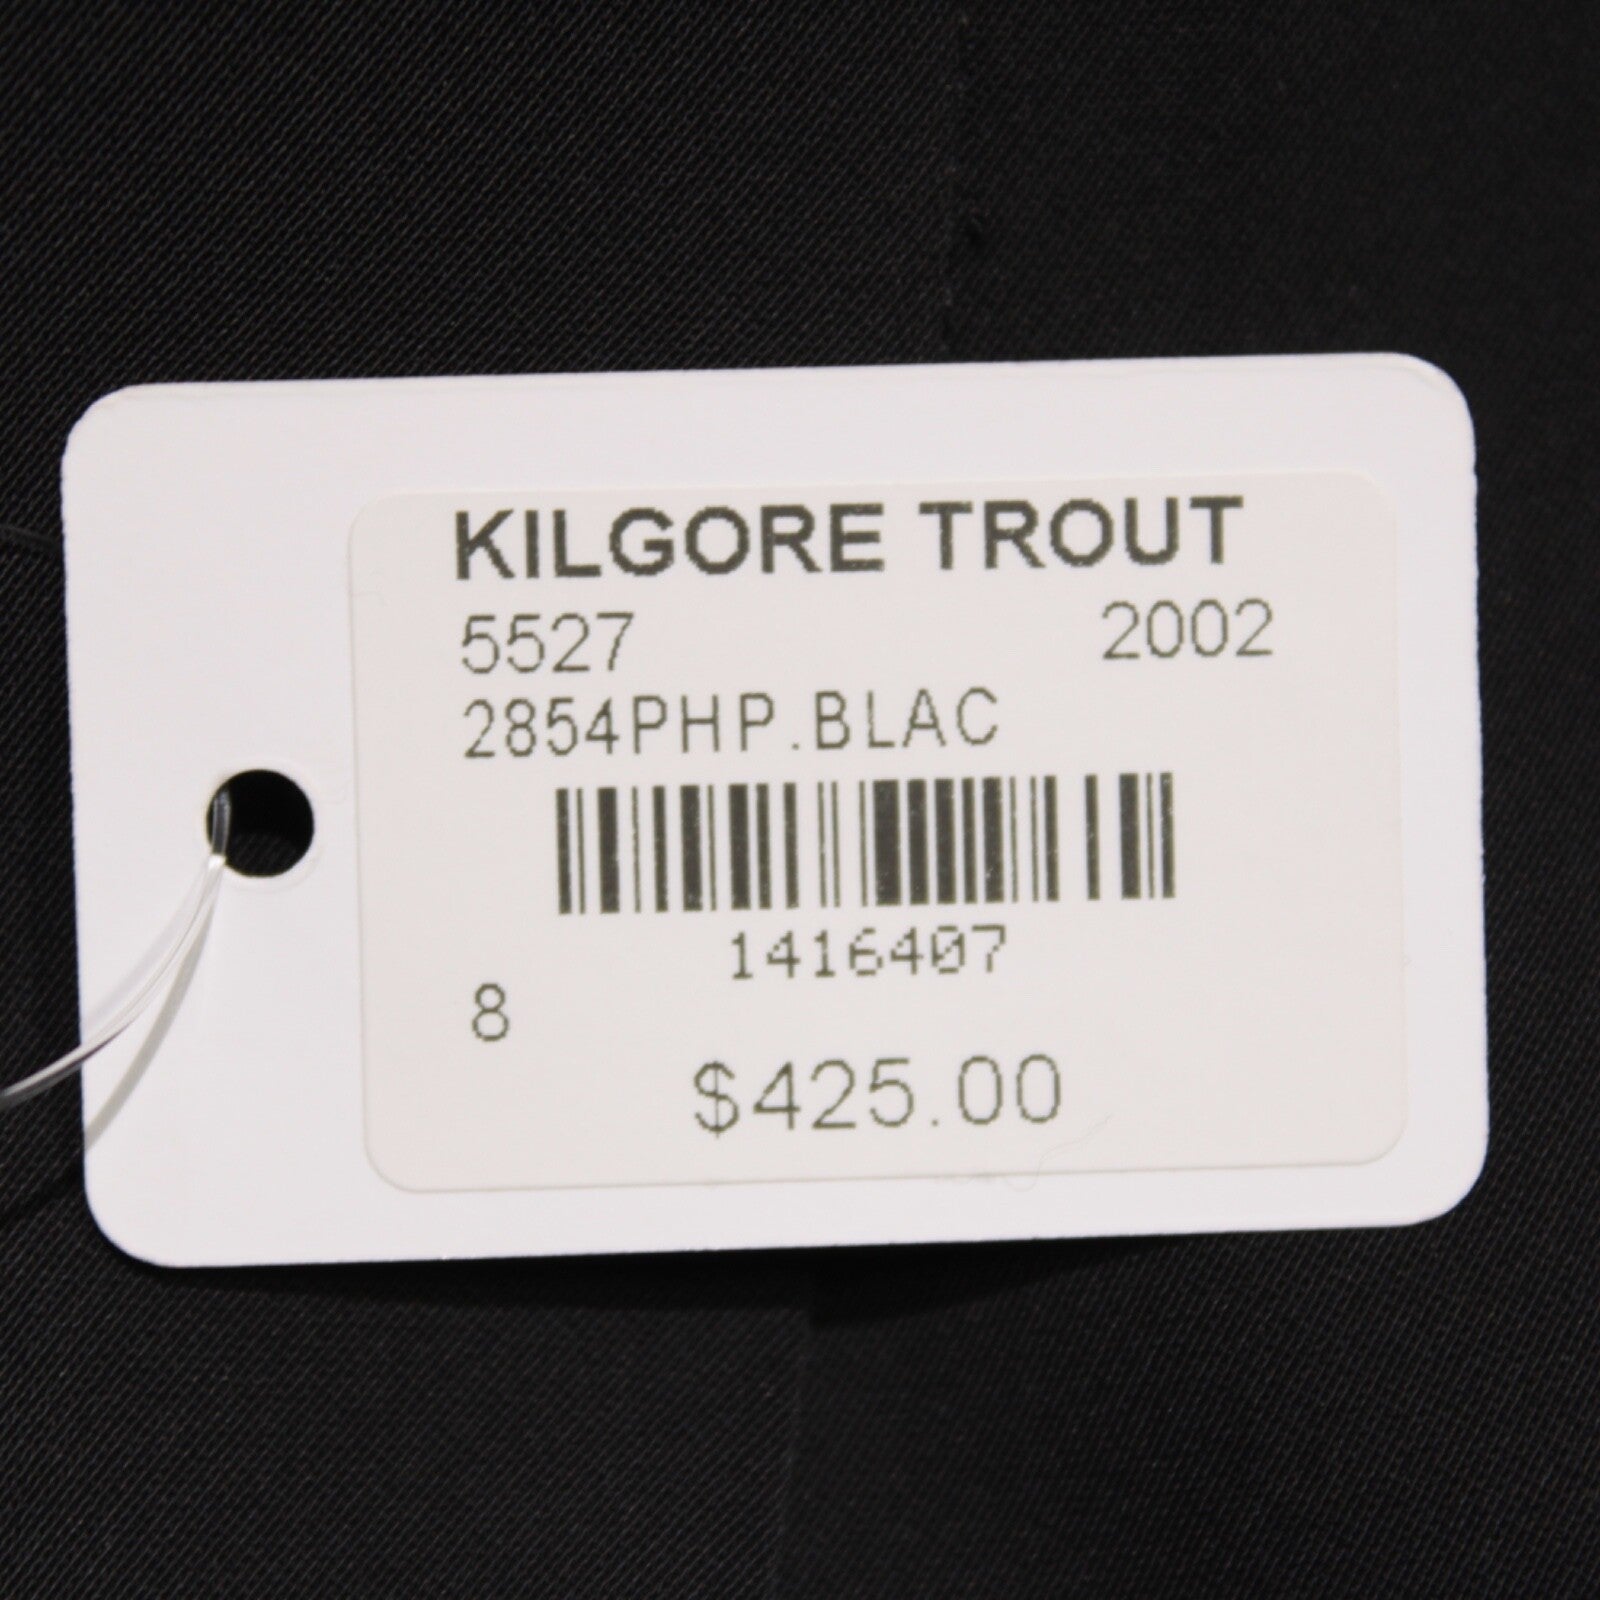 KILGORE TROUT
5527 2002
2854PHP.BLAC
1416407
8
$425.00